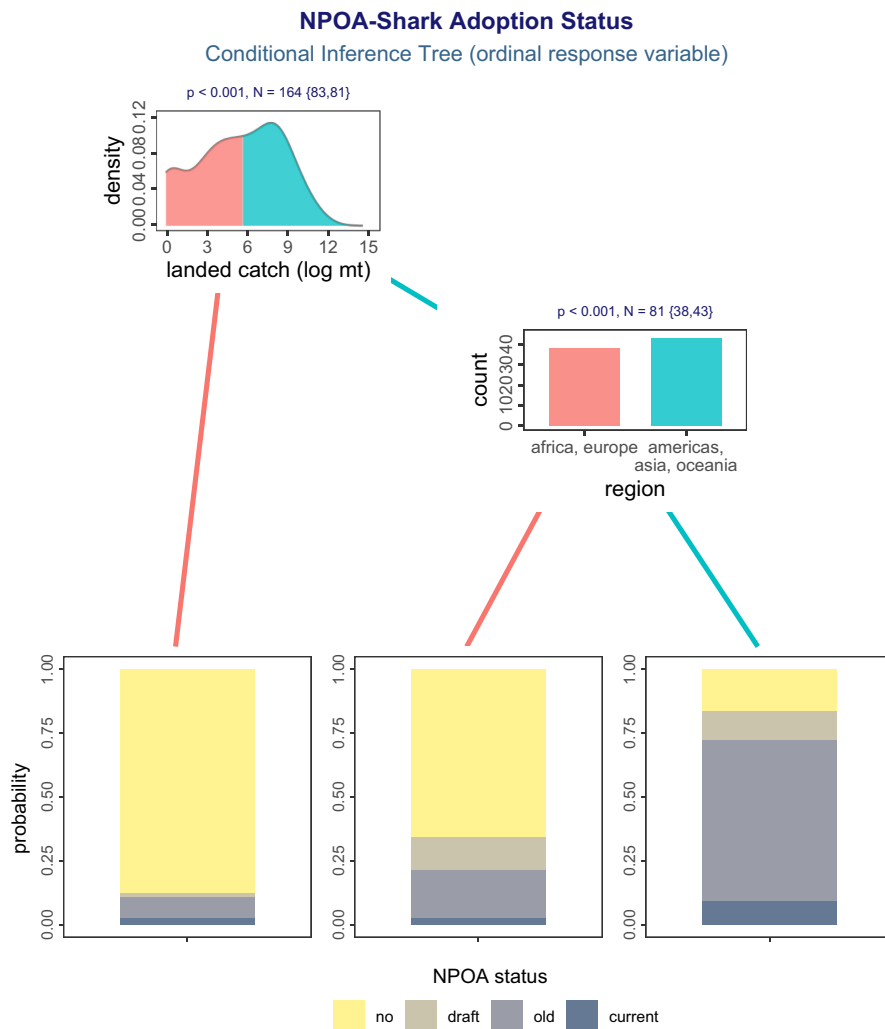 NPOA-Shark Adoption Status
Conditional Inference Tree (ordinal response variable)
p < 0.001, N = 164 {83,81}
density
0.00 0.04 0.08 0.12
0 3 6 9 12 15
landed catch (log mt)
p < 0.001, N = 81 {38,43}
count
0 10 20 30 40
africa, europe americas,
asia, oceania
region
probability
0.00 0.25 0.50 0.75 1.00
0.00 0.25 0.50 0.75 1.00
0.00 0.25 0.50 0.75 1.00
NPOA status
no draft old current